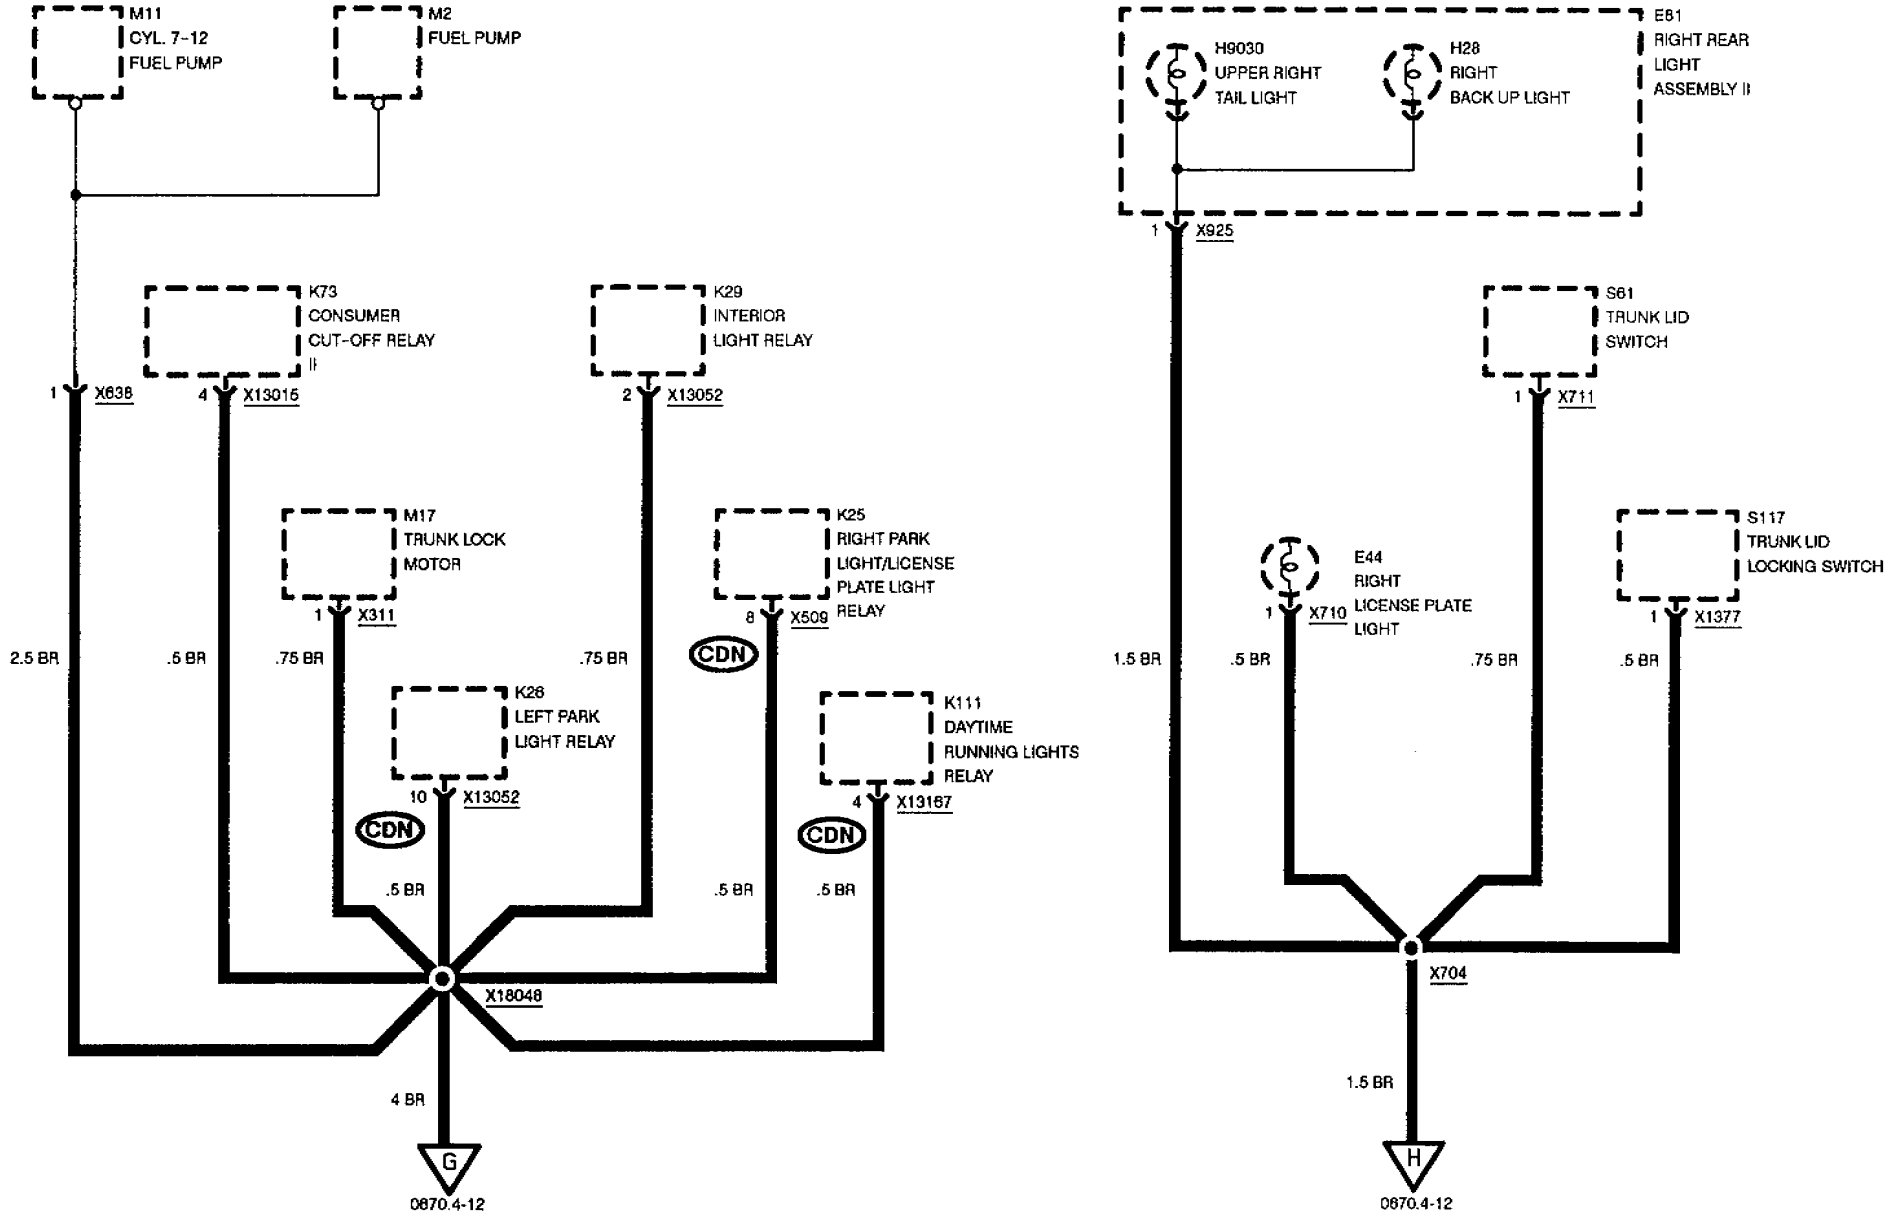 M11
CYL. 7-12
FUEL PUMP
M2
FUEL PUMP
E81
RIGHT REAR
LIGHT
ASSEMBLY II
H9030
UPPER RIGHT
TAIL LIGHT
H28
RIGHT
BACK UP LIGHT
1 X925
K73
CONSUMER
CUT-OFF RELAY
II
K29
INTERIOR
LIGHT RELAY
S61
TRUNK LID
SWITCH
1 X638
4 X13015
2 X13052
1 X711
M17
TRUNK LOCK
MOTOR
1 X311
K25
RIGHT PARK
LIGHT/LICENSE
PLATE LIGHT
RELAY
8 X509
CDN
E44
RIGHT
LICENSE PLATE
LIGHT
1 X710
S117
TRUNK LID
LOCKING SWITCH
1 X1377
2.5 BR
.5 BR
.75 BR
.75 BR
1.5 BR
.5 BR
.75 BR
.5 BR
K26
LEFT PARK
LIGHT RELAY
10 X13052
CDN
K111
DAYTIME
RUNNING LIGHTS
RELAY
4 X13167
CDN
.5 BR
.5 BR
.5 BR
X18048
X704
4 BR
1.5 BR
G
H
0670.4-12
0670.4-12